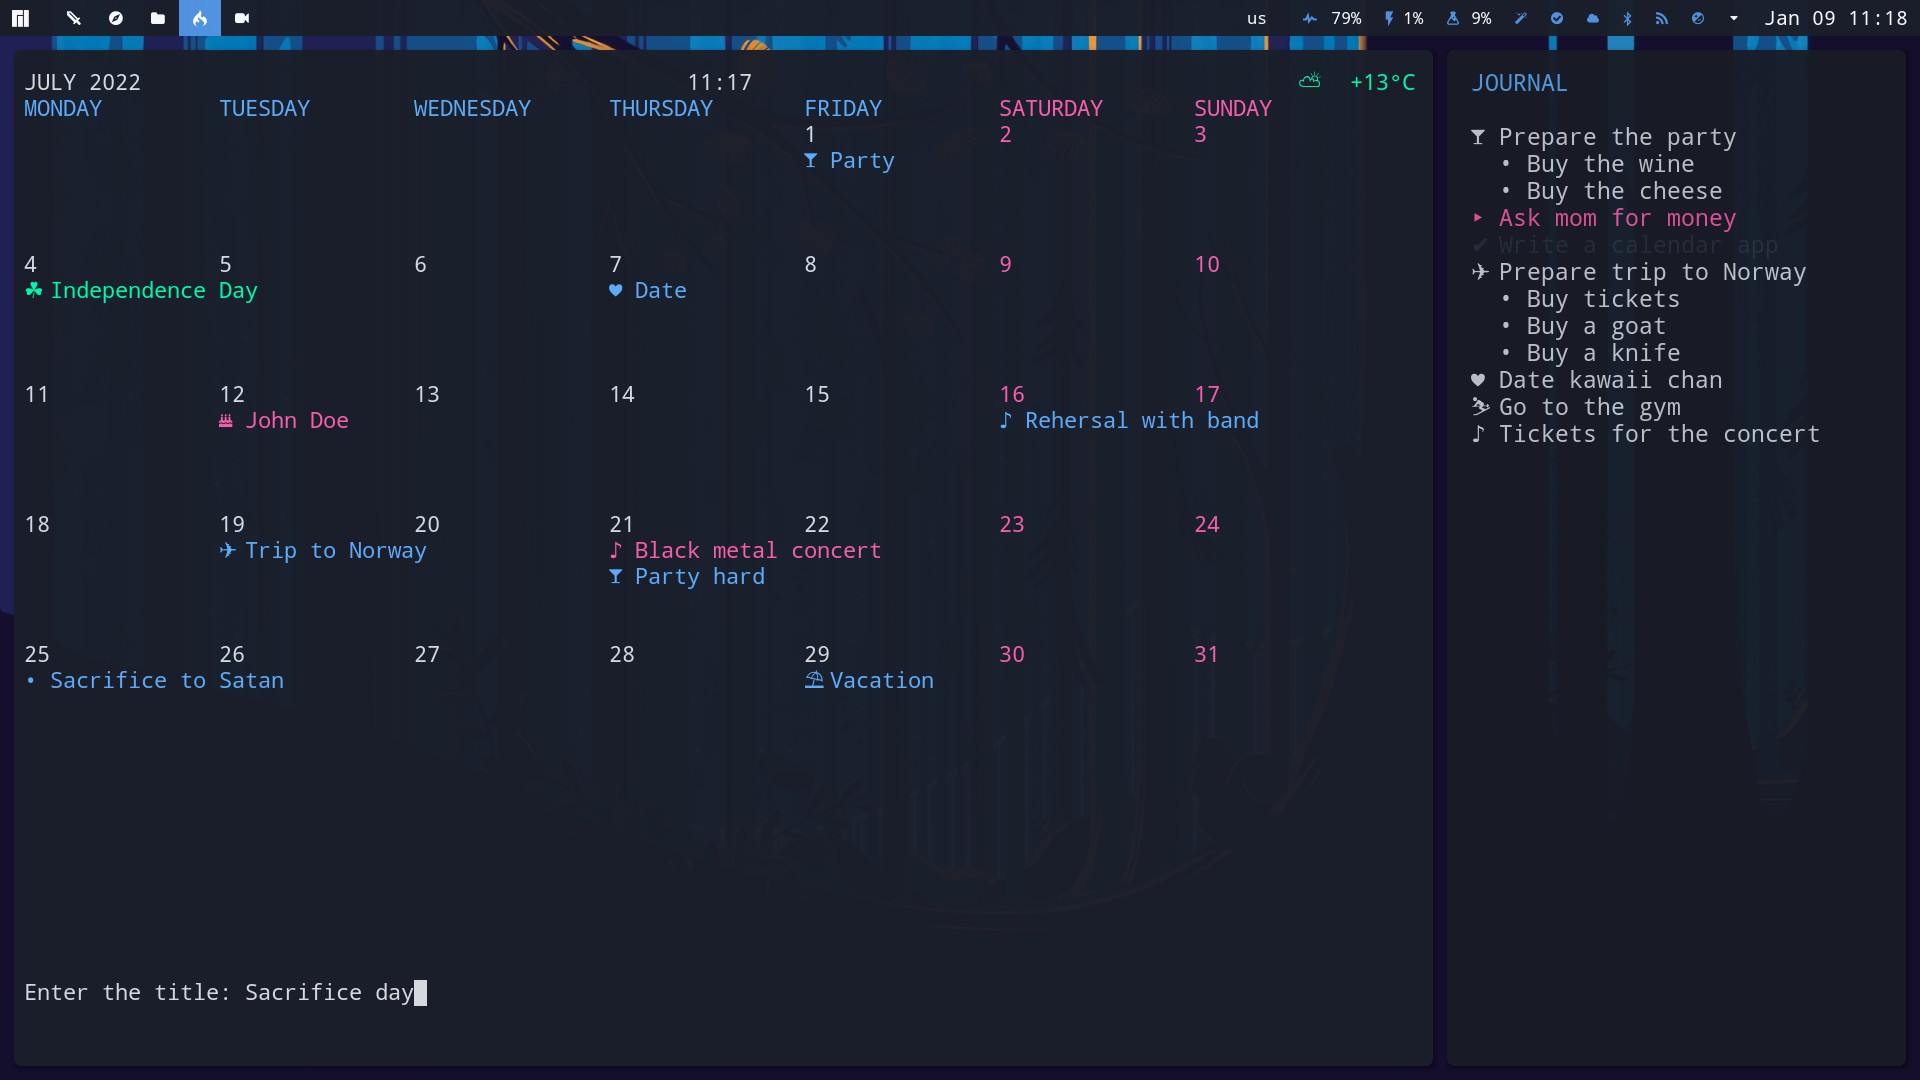 us 79% 1% 9% Jan 09 11:18
JULY 2022 11:17 +13°C
MONDAY TUESDAY WEDNESDAY THURSDAY FRIDAY SATURDAY SUNDAY
1 2 3
Party
4 5 6 7 8 9 10
Independence Day Date
11 12 13 14 15 16 17
John Doe Rehersal with band
18 19 20 21 22 23 24
Trip to Norway Black metal concert
Party hard
25 26 27 28 29 30 31
• Sacrifice to Satan Vacation
Enter the title: Sacrifice day
JOURNAL
Prepare the party
• Buy the wine
• Buy the cheese
‣ Ask mom for money
✔ Write a calendar app
Prepare trip to Norway
• Buy tickets
• Buy a goat
• Buy a knife
Date kawaii chan
Go to the gym
Tickets for the concert